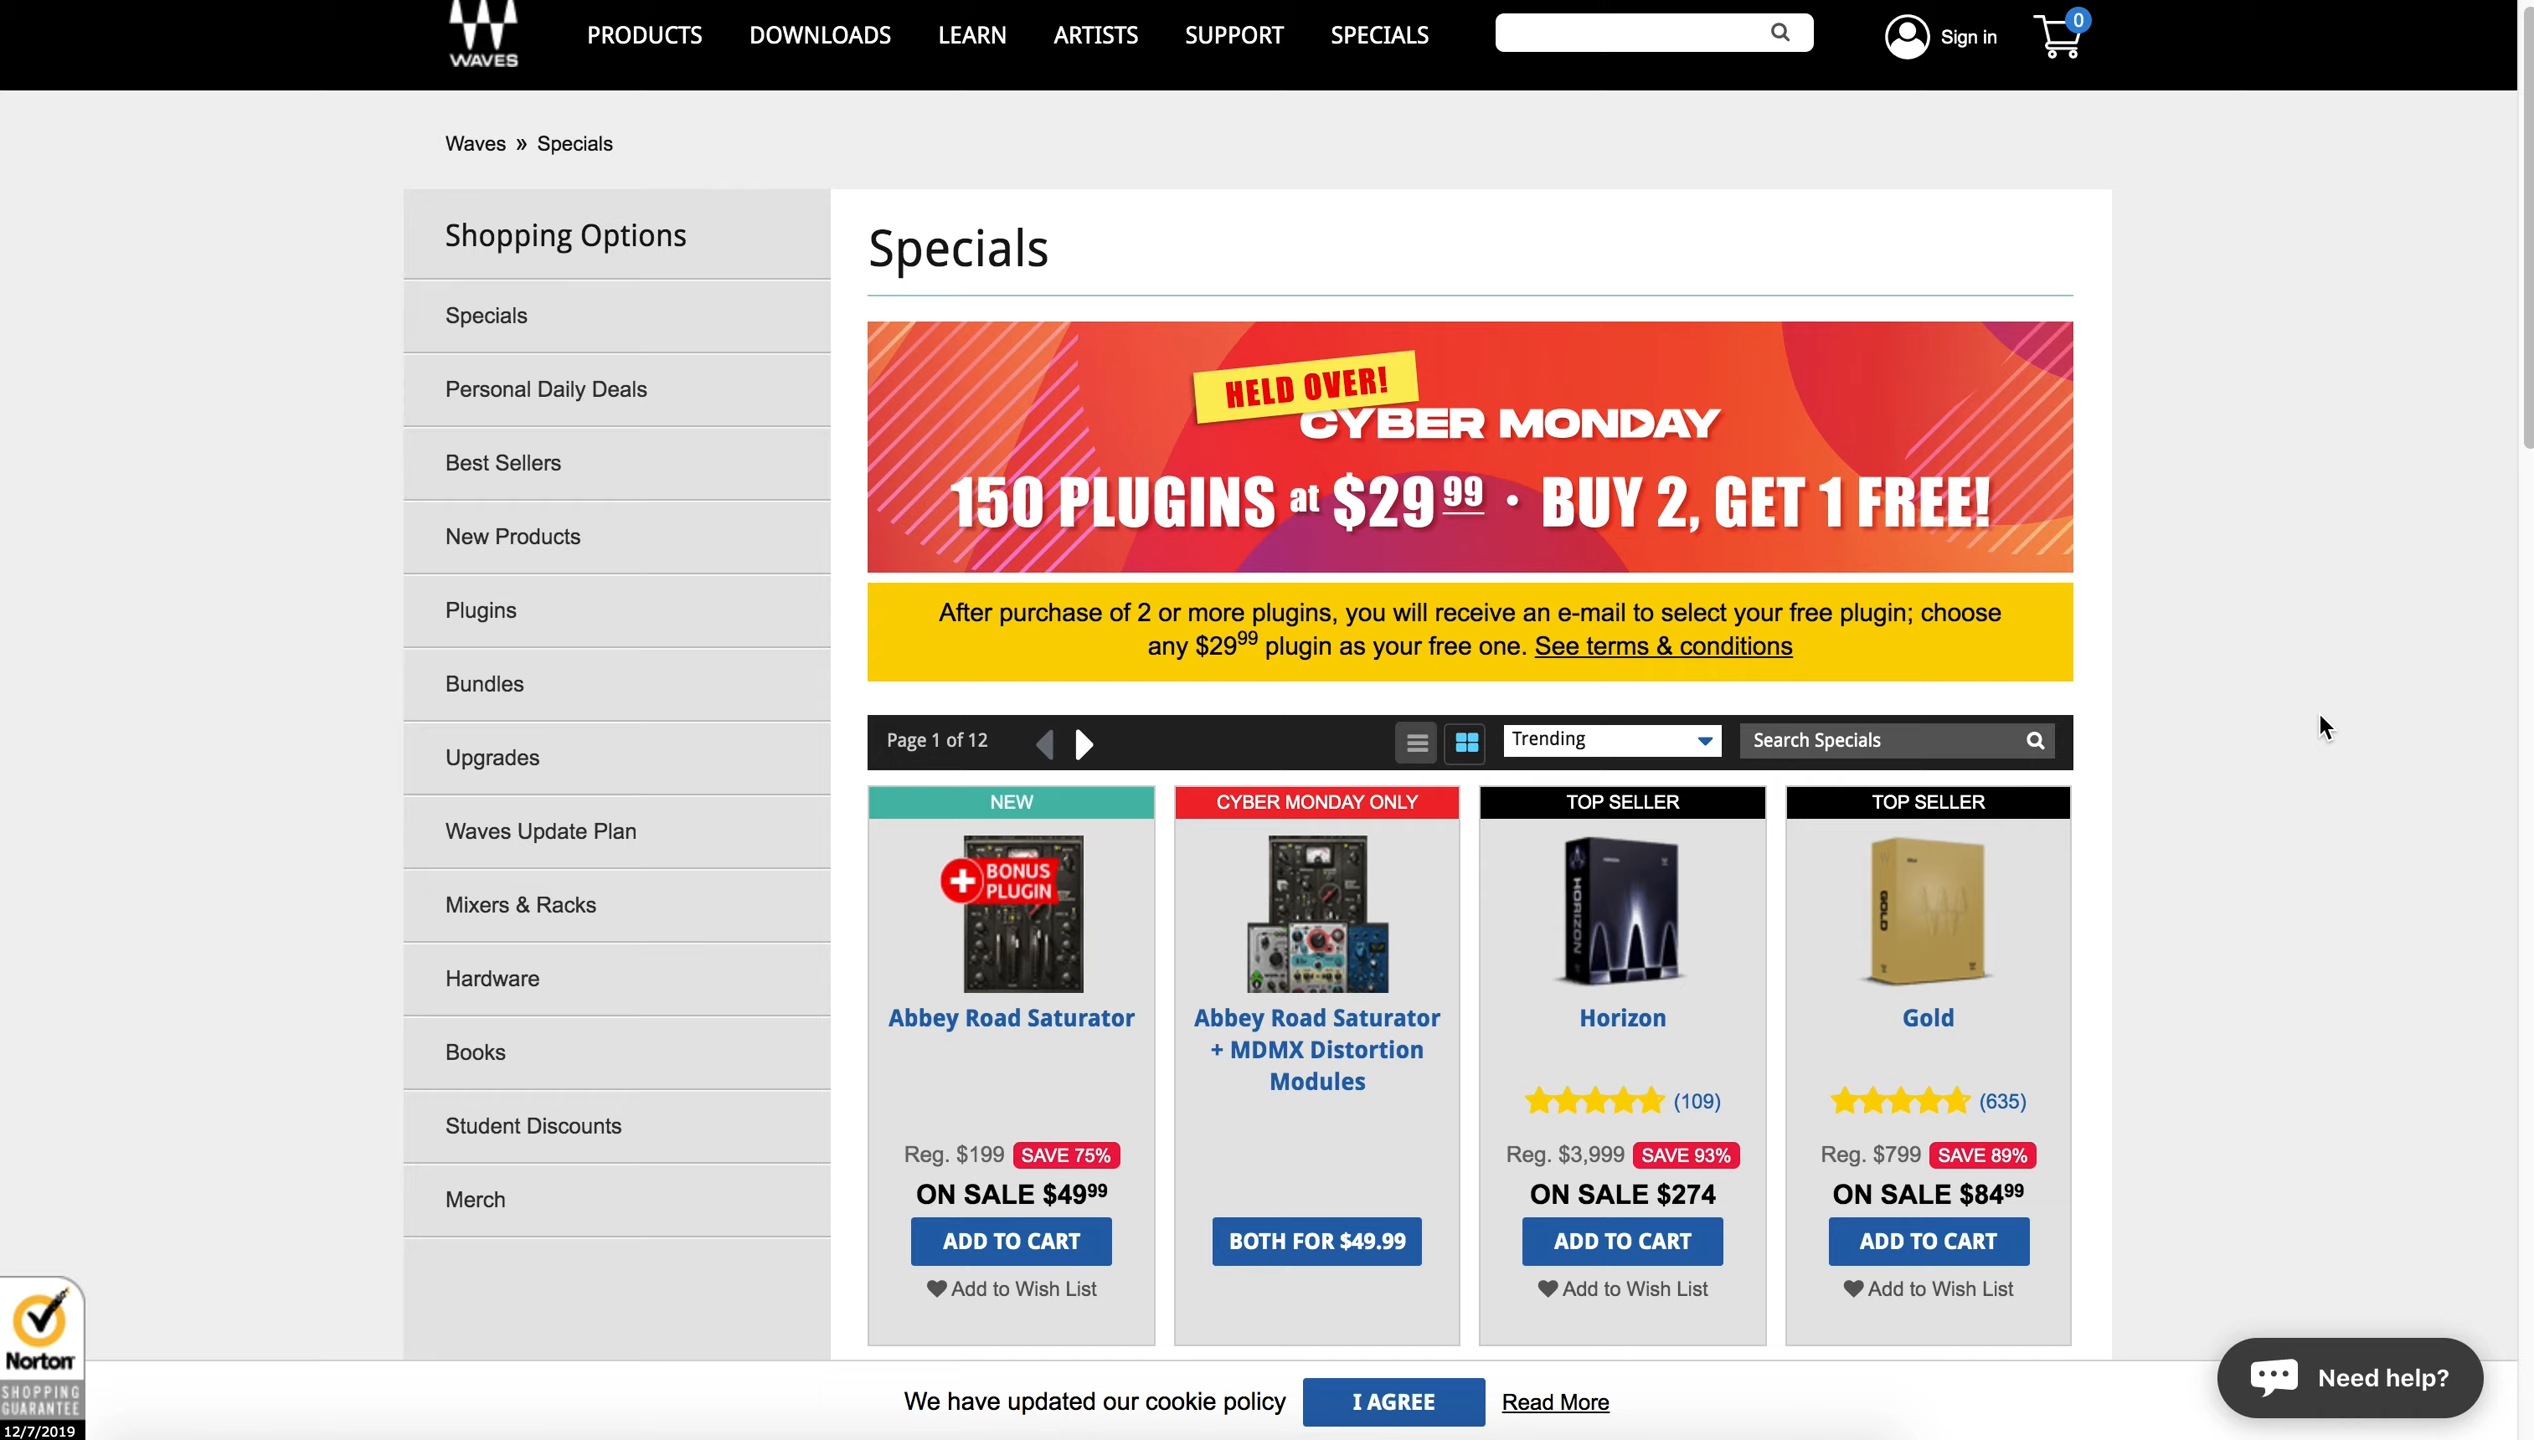 WAVES
PRODUCTS DOWNLOADS LEARN ARTISTS SUPPORT SPECIALS
Sign in
0
Waves » Specials
Shopping Options
Specials
Personal Daily Deals
Best Sellers
New Products
Plugins
Bundles
Upgrades
Waves Update Plan
Mixers & Racks
Hardware
Books
Student Discounts
Merch
Specials
HELD OVER!
CYBER MONDAY
150 PLUGINS at $29 99 · BUY 2, GET 1 FREE!
After purchase of 2 or more plugins, you will receive an e-mail to select your free plugin; choose
any $29 99 plugin as your free one. See terms & conditions
Page 1 of 12
Trending
Search Specials
NEW
BONUS
PLUGIN
Abbey Road Saturator
Reg. $199 SAVE 75%
ON SALE $49 99
ADD TO CART
Add to Wish List
CYBER MONDAY ONLY
Abbey Road Saturator
+ MDMX Distortion
Modules
BOTH FOR $49.99
TOP SELLER
HORIZON
Horizon
(109)
Reg. $3,999 SAVE 93%
ON SALE $274
ADD TO CART
Add to Wish List
TOP SELLER
GOLD
Gold
(635)
Reg. $799 SAVE 89%
ON SALE $84 99
ADD TO CART
Add to Wish List
Norton
SHOPPING
GUARANTEE
12/7/2019
We have updated our cookie policy
I AGREE
Read More
Need help?